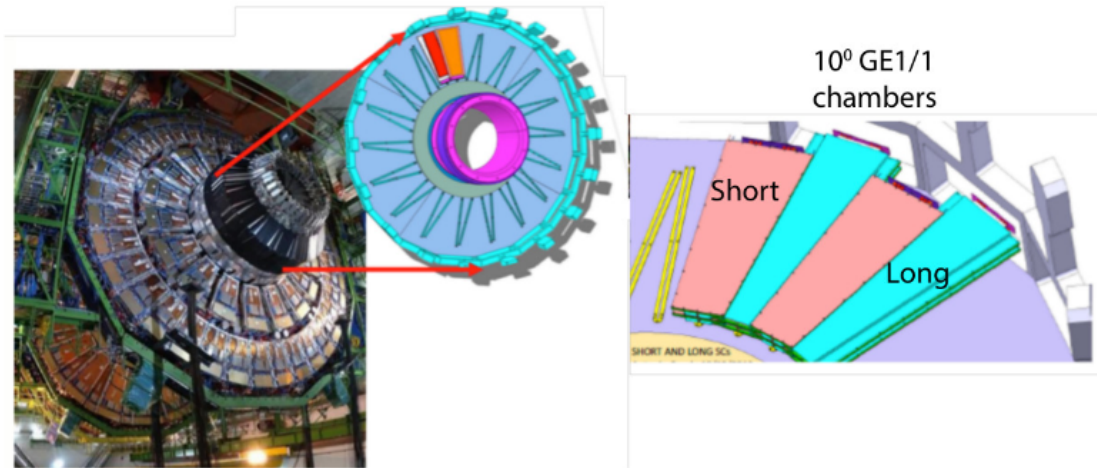 10⁰ GE1/1
chambers
Short
Long
SHORT AND LONG SCs